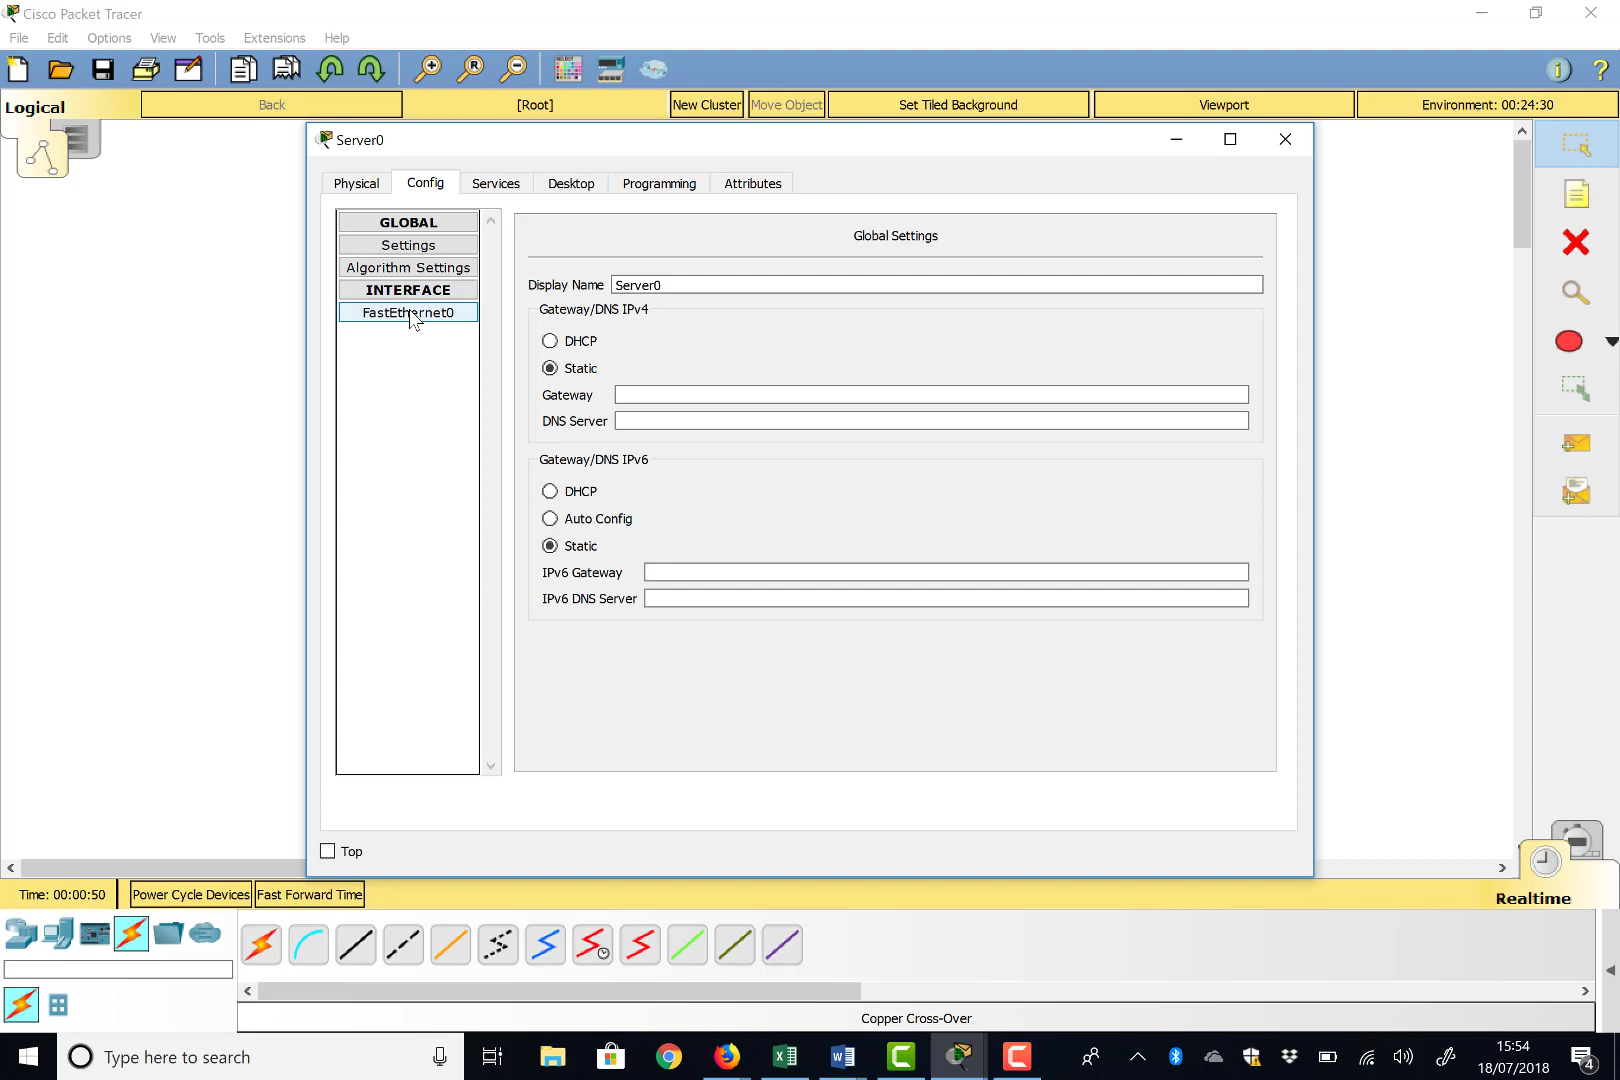 Cisco Packet Tracer
File Edit Options View Tools Extensions Help
Logical Back [Root] New Cluster Move Object Set Tiled Background Viewport Environment: 00:24:30
Server0
Physical Config Services Desktop Programming Attributes
GLOBAL
Settings
Algorithm Settings
INTERFACE
FastEthernet0
Global Settings
Display Name Server0
Gateway/DNS IPv4
DHCP
Static
Gateway
DNS Server
Gateway/DNS IPv6
DHCP
Auto Config
Static
IPv6 Gateway
IPv6 DNS Server
Top
Time: 00:00:50 Power Cycle Devices Fast Forward Time Realtime
Copper Cross-Over
Type here to search
15:54
18/07/2018
4